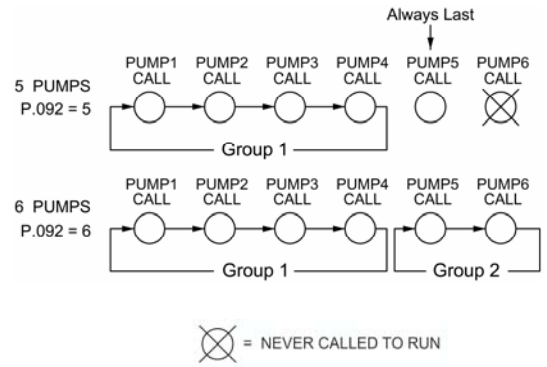 Always Last
PUMP1 CALL
PUMP2 CALL
PUMP3 CALL
PUMP4 CALL
PUMP5 CALL
PUMP6 CALL
5 PUMPS
P.092 = 5
Group 1
PUMP1 CALL
PUMP2 CALL
PUMP3 CALL
PUMP4 CALL
PUMP5 CALL
PUMP6 CALL
6 PUMPS
P.092 = 6
Group 1
Group 2
= NEVER CALLED TO RUN